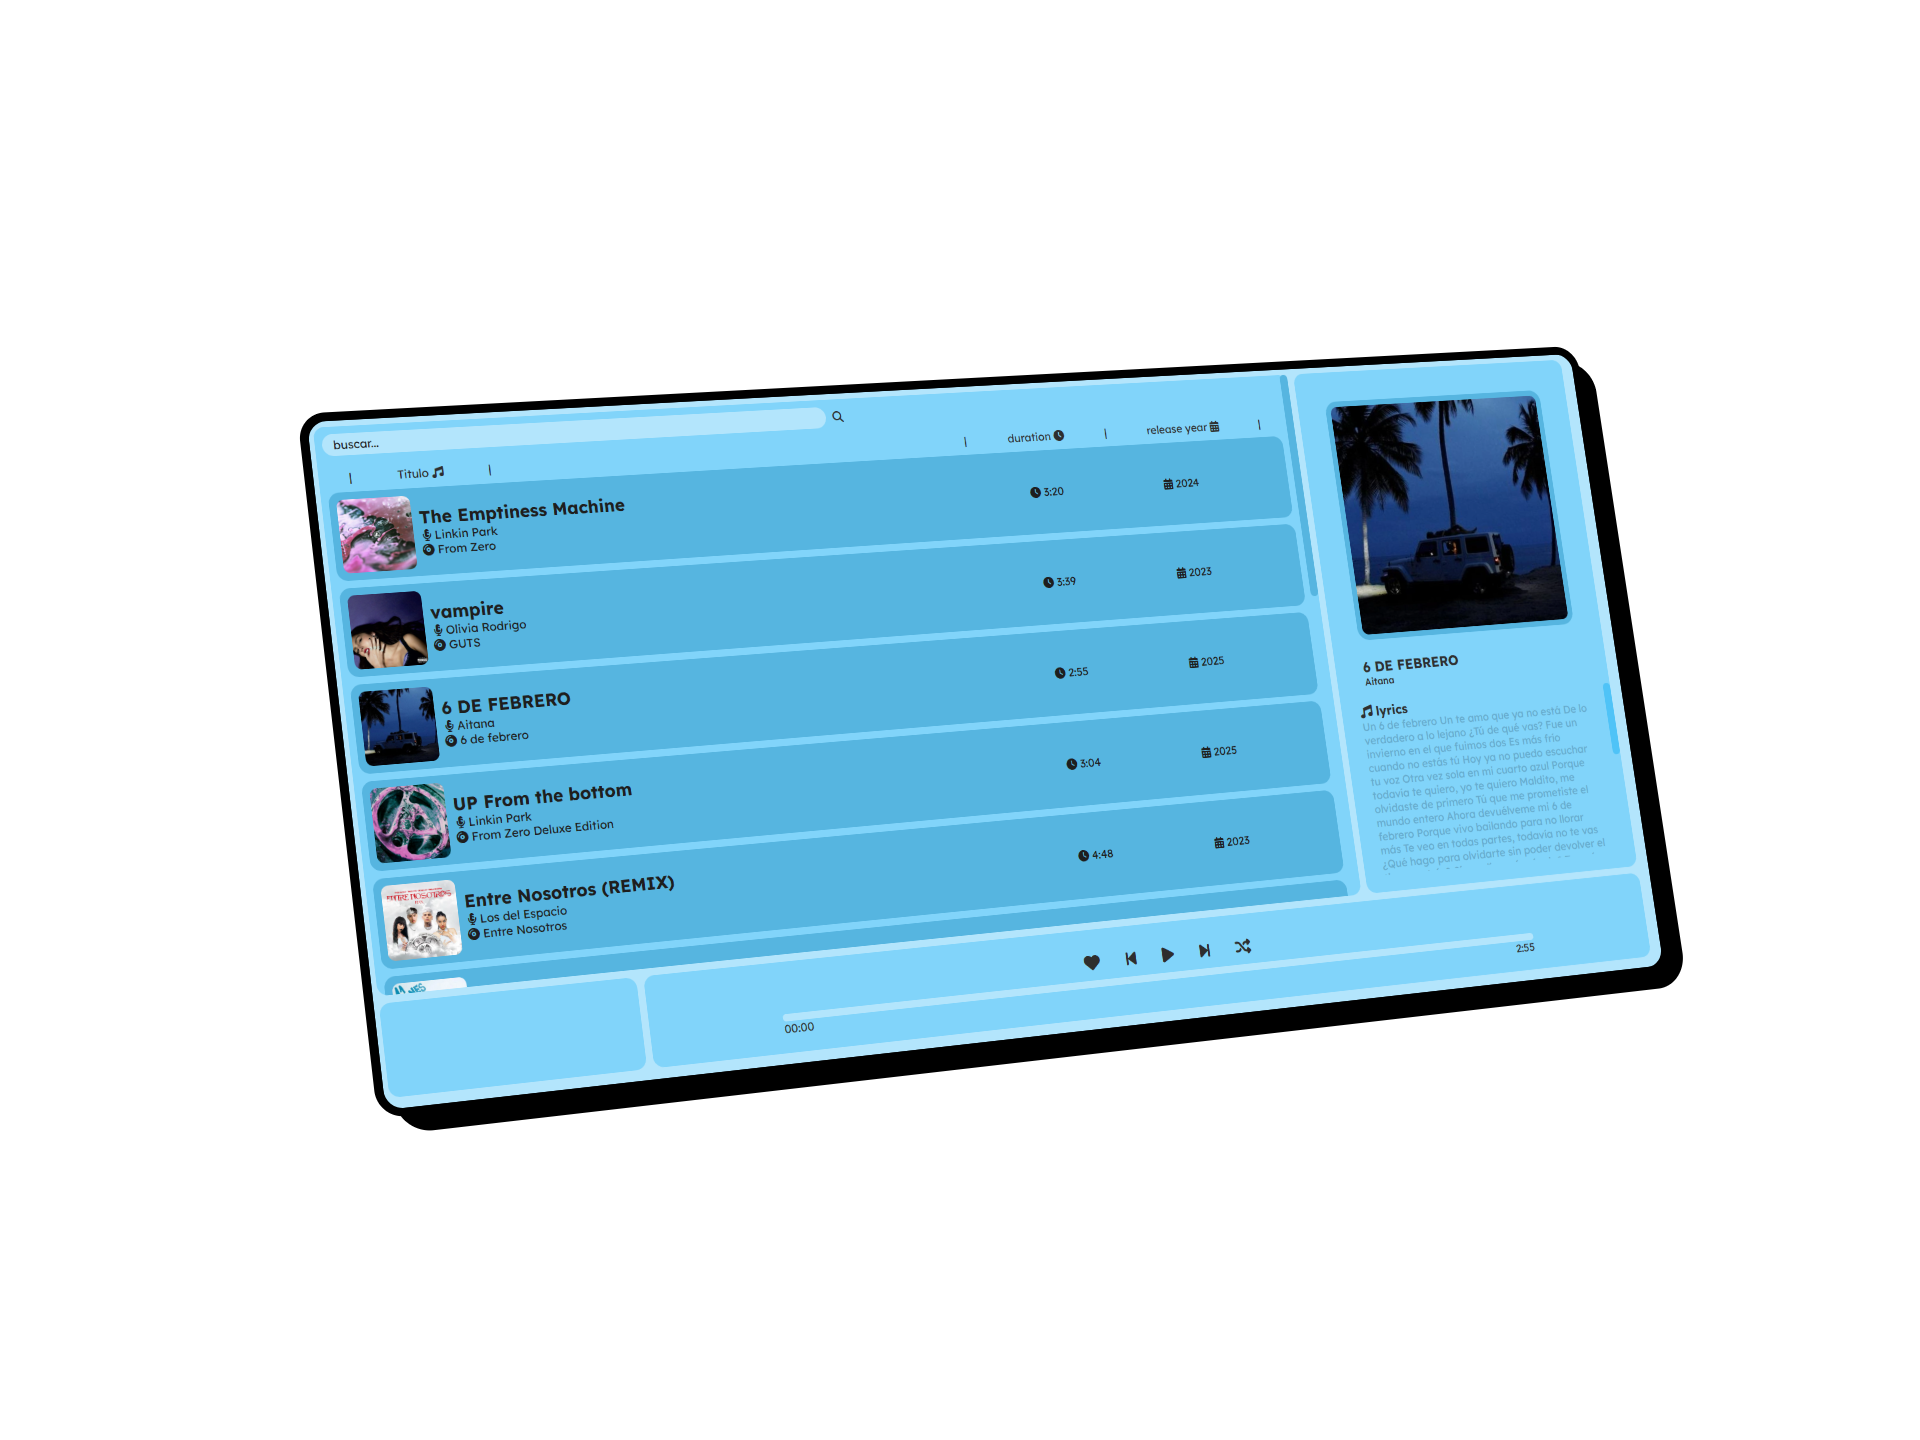 buscar...
| Titulo | | duration | release year |
The Emptiness Machine
Linkin Park
From Zero
3:20
2024
vampire
Olivia Rodrigo
GUTS
3:39
2023
6 DE FEBRERO
Aitana
6 de febrero
2:55
2025
UP From the bottom
Linkin Park
From Zero Deluxe Edition
3:04
2025
ENTRE NOSOTROS
Entre Nosotros (REMIX)
Los del Espacio
Entre Nosotros
4:48
2023
6 DE FEBRERO
Aitana
lyrics
Un 6 de febrero Un te amo que ya no está De lo
verdadero a lo lejano ¿Tú de qué vas? Fue un
invierno en el que fuimos dos Es más frío
cuando no estás tú Hoy ya no puedo escuchar
tu voz Otra vez sola en mi cuarto azul Porque
todavía te quiero, yo te quiero Maldito, me
olvidaste de primero Tú que me prometiste el
mundo entero Ahora devuélveme mi 6 de
febrero Porque vivo bailando para no llorar
más Te veo en todas partes, todavía no te vas
¿Qué hago para olvidarte sin poder devolver el
00:00
2:55